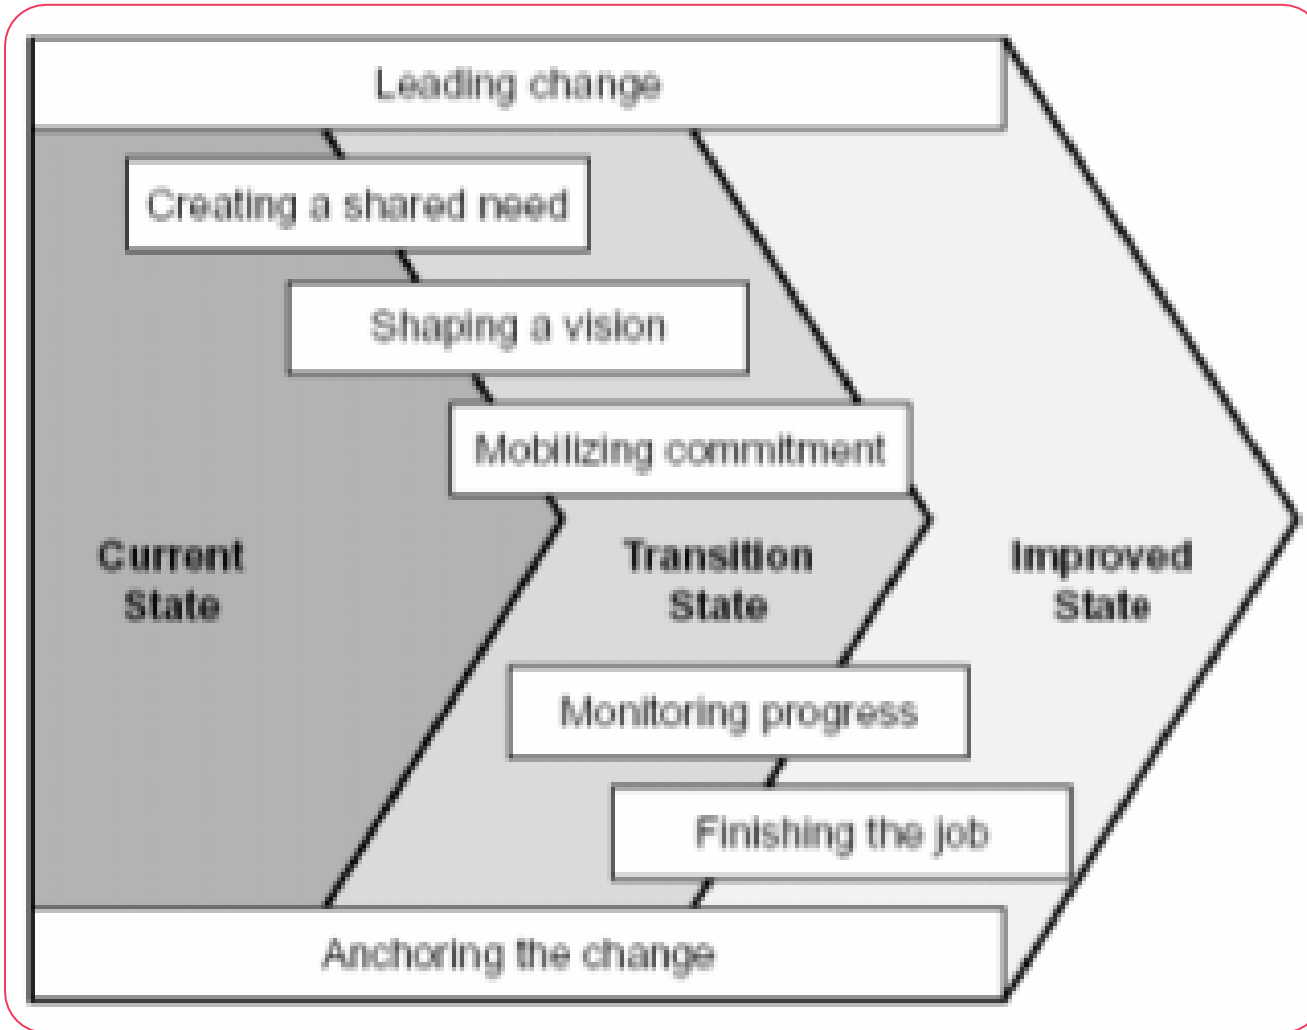 Leading change
Creating a shared need
Shaping a vision
Mobilizing commitment
Current
State
Transition
State
Improved
State
Monitoring progress
Finishing the job
Anchoring the change